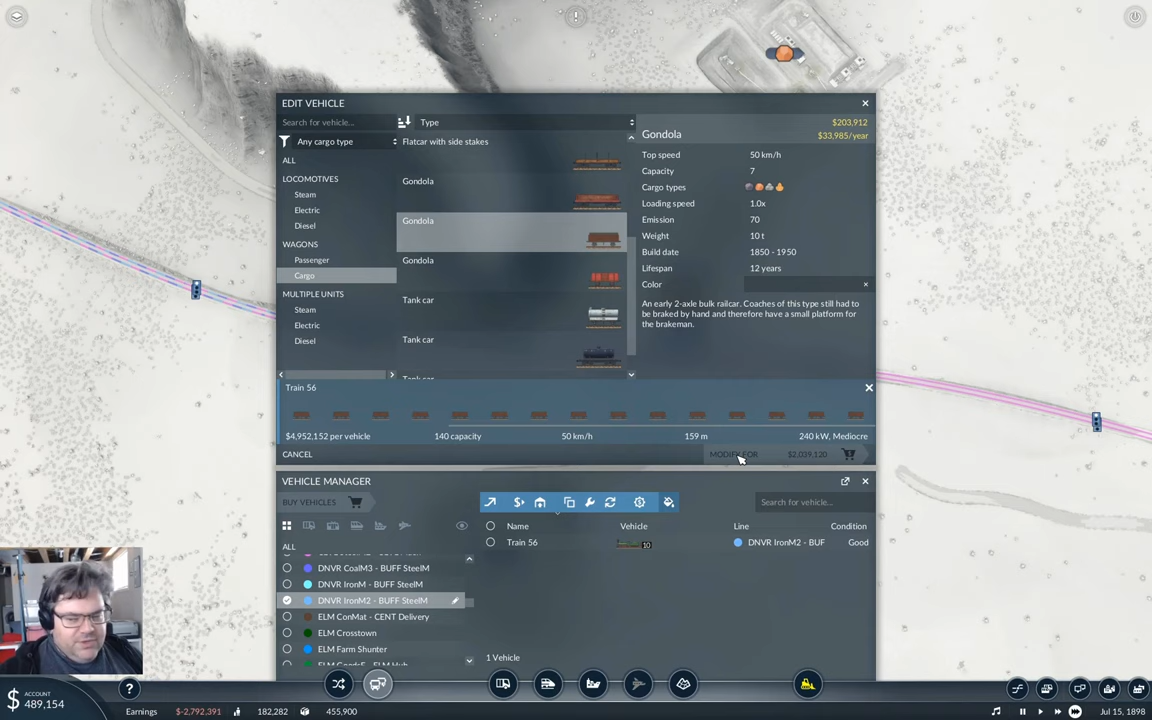 EDIT VEHICLE
Search for vehicle...
Type
Any cargo type
ALL
LOCOMOTIVES
Steam
Electric
Diesel
WAGONS
Passenger
Cargo
MULTIPLE UNITS
Steam
Electric
Diesel
Flatcar with side stakes
Gondola
Gondola
Gondola
Tank car
Tank car
Gondola
$203,912
$33,985/year
Top speed 50 km/h
Capacity 7
Cargo types
Loading speed 1.0x
Emission 70
Weight 10 t
Build date 1850 - 1950
Lifespan 12 years
Color
An early 2-axle bulk railcar. Coaches of this type still had to
be braked by hand and therefore have a small platform for
the brakeman.
Train 56
$4,952,152 per vehicle 140 capacity 50 km/h 159 m 240 kW, Mediocre
CANCEL
MODIFY FOR $2,039,120
VEHICLE MANAGER
BUY VEHICLES
Search for vehicle...
Name Vehicle Line Condition
Train 56 10 DNVR IronM2 - BUF Good
ALL
DNVR CoalM3 - BUFF SteelM
DNVR IronM - BUFF SteelM
DNVR IronM2 - BUFF SteelM
ELM ConMat - CENT Delivery
ELM Crosstown
ELM Farm Shunter
1 Vehicle
$ ACCOUNT
489,154
?
Earnings $-2,792,391 182,282 455,900
Jul 15, 1898